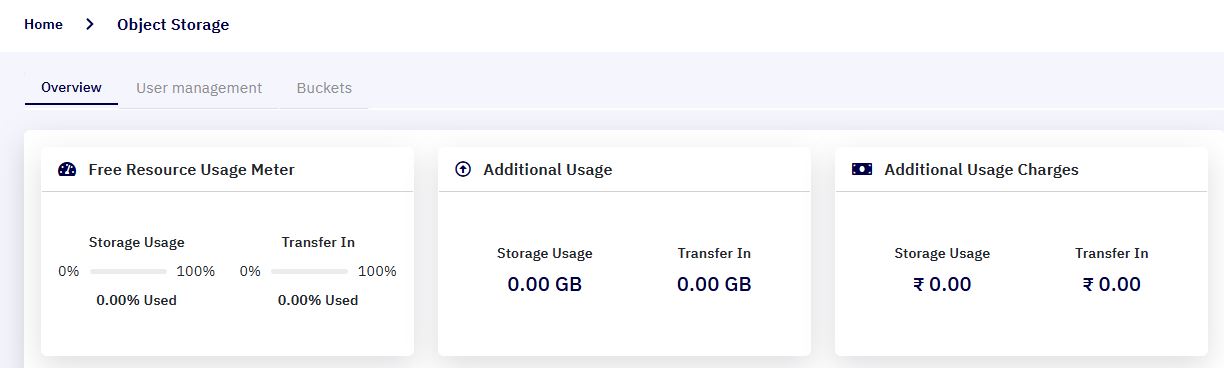 Home > Object Storage
Overview User management Buckets
Free Resource Usage Meter
Storage Usage Transfer In
0% 100% 0% 100%
0.00% Used 0.00% Used
Additional Usage
Storage Usage Transfer In
0.00 GB 0.00 GB
Additional Usage Charges
Storage Usage Transfer In
₹ 0.00 ₹ 0.00